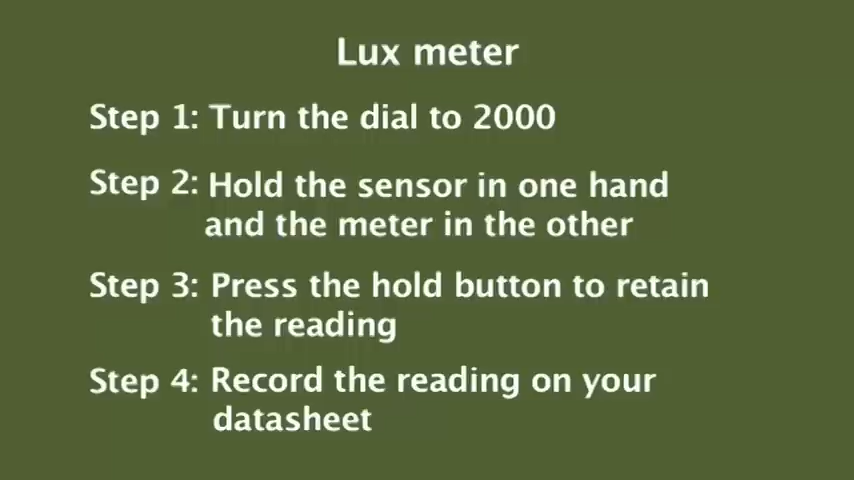 Lux meter
Step 1: Turn the dial to 2000
Step 2: Hold the sensor in one hand
and the meter in the other
Step 3: Press the hold button to retain
the reading
Step 4: Record the reading on your
datasheet